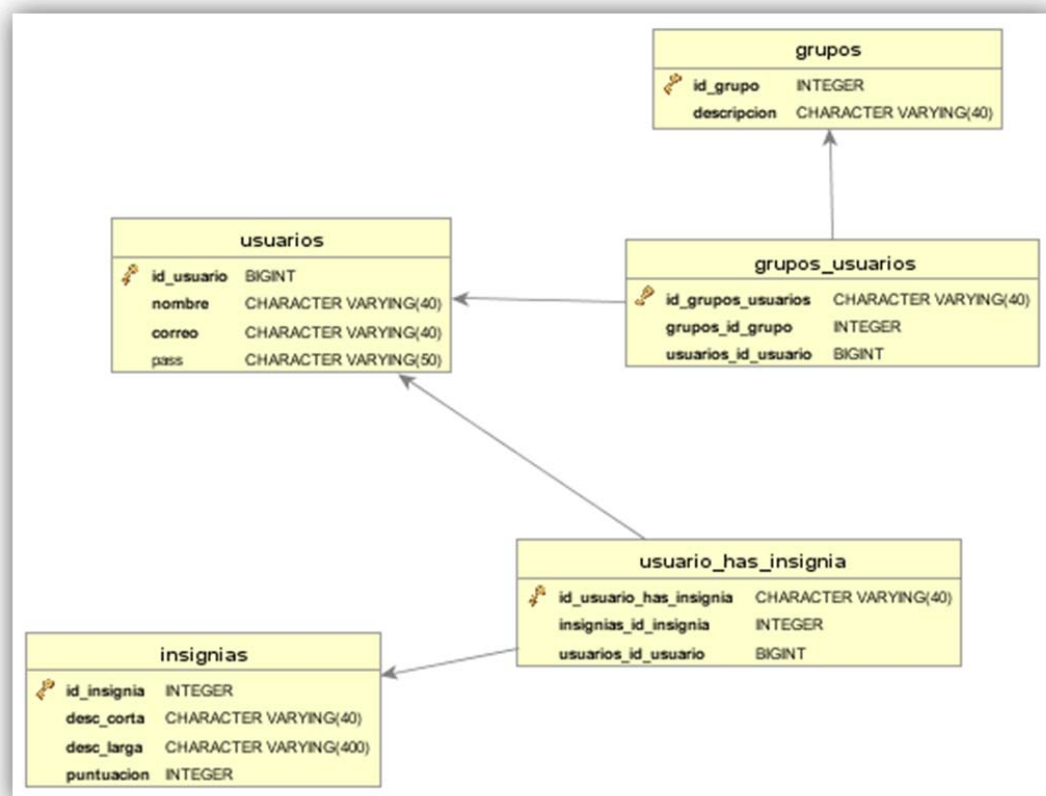 grupos
id_grupo INTEGER
descripcion CHARACTER VARYING(40)
usuarios
id_usuario BIGINT
nombre CHARACTER VARYING(40)
correo CHARACTER VARYING(40)
pass CHARACTER VARYING(50)
grupos_usuarios
id_grupos_usuarios CHARACTER VARYING(40)
grupos_id_grupo INTEGER
usuarios_id_usuario BIGINT
usuario_has_insignia
id_usuario_has_insignia CHARACTER VARYING(40)
insignias_id_insignia INTEGER
usuarios_id_usuario BIGINT
insignias
id_insignia INTEGER
desc_corta CHARACTER VARYING(40)
desc_larga CHARACTER VARYING(400)
puntuacion INTEGER